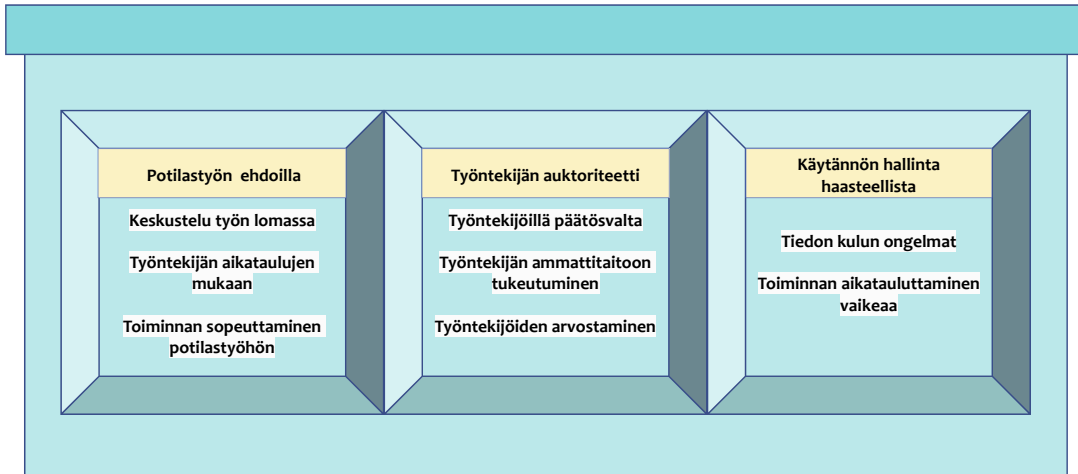 Potilastyön ehdoilla
Keskustelu työn lomassa
Työntekijän aikataulujen
mukaan
Toiminnan sopeuttaminen
potilastyöhön
Työntekijän auktoriteetti
Työntekijöillä päätösvalta
Työntekijän ammattitaitoon
tukeutuminen
Työntekijöiden arvostaminen
Käytännön hallinta
haasteellista
Tiedon kulun ongelmat
Toiminnan aikatauluttaminen
vaikeaa